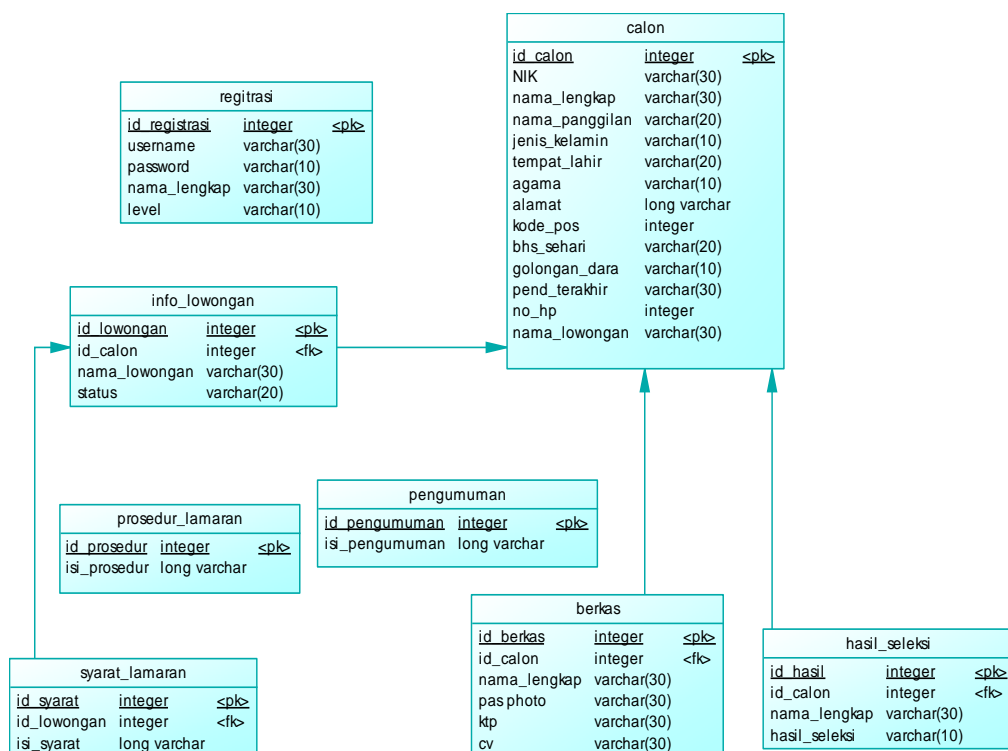 calon
id_calon integer <pk>
NIK varchar(30)
nama_lengkap varchar(30)
nama_panggilan varchar(20)
jenis_kelamin varchar(10)
tempat_lahir varchar(20)
agama varchar(10)
alamat long varchar
kode_pos integer
bhs_sehari varchar(20)
golongan_dara varchar(10)
pend_terakhir varchar(30)
no_hp integer
nama_lowongan varchar(30)
regitrasi
id_registrasi integer <pk>
username varchar(30)
password varchar(10)
nama_lengkap varchar(30)
level varchar(10)
info_lowongan
id_lowongan integer <pk>
id_calon integer <fk>
nama_lowongan varchar(30)
status varchar(20)
pengumuman
id_pengumuman integer <pk>
isi_pengumuman long varchar
prosedur_lamaran
id_prosedur integer <pk>
isi_prosedur long varchar
berkas
id_berkas integer <pk>
id_calon integer <fk>
nama_lengkap varchar(30)
pas photo varchar(30)
ktp varchar(30)
cv varchar(30)
hasil_seleksi
id_hasil integer <pk>
id_calon integer <fk>
nama_lengkap varchar(30)
hasil_seleksi varchar(10)
syarat_lamaran
id_syarat integer <pk>
id_lowongan integer <fk>
isi_syarat long varchar